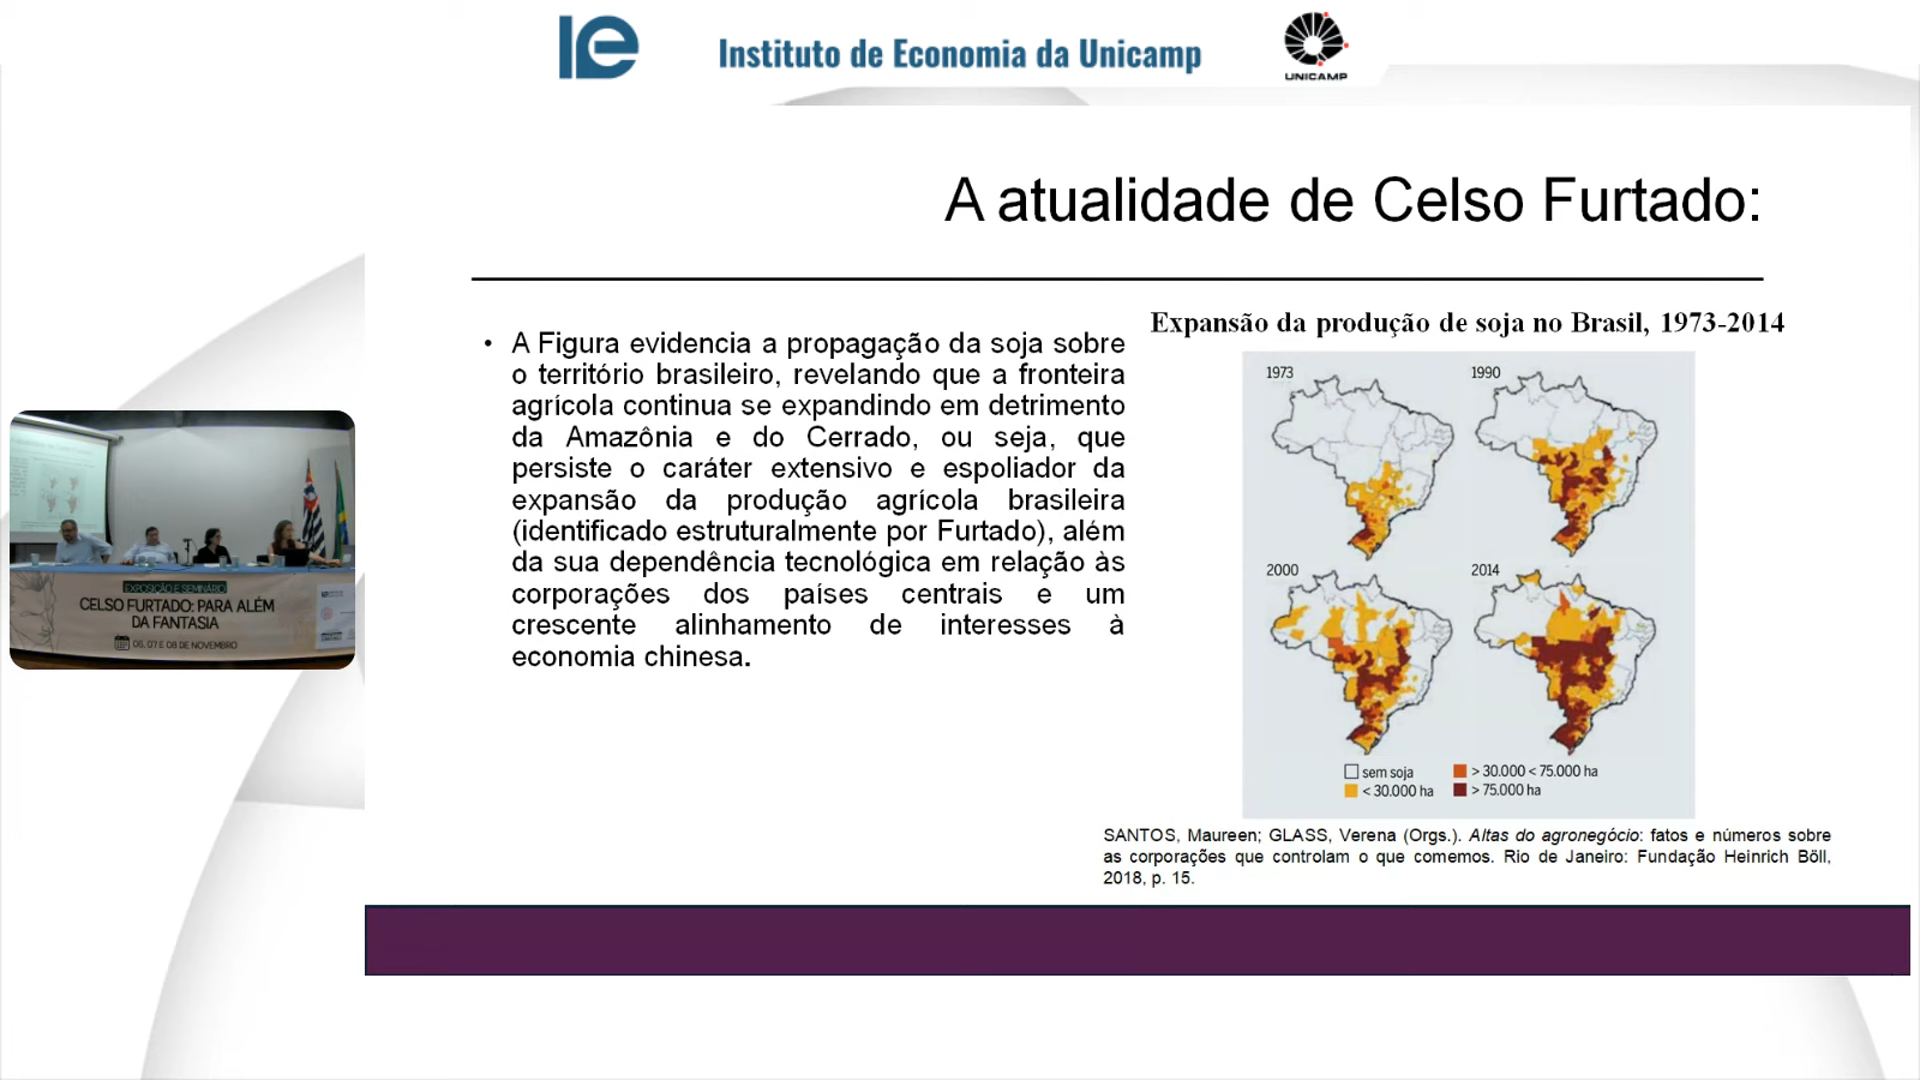 Instituto de Economia da Unicamp
UNICAMP
A atualidade de Celso Furtado:
• A Figura evidencia a propagação da soja sobre
o território brasileiro, revelando que a fronteira
agrícola continua se expandindo em detrimento
da Amazônia e do Cerrado, ou seja, que
persiste o caráter extensivo e espoliador da
expansão da produção agrícola brasileira
(identificado estruturalmente por Furtado), além
da sua dependência tecnológica em relação às
corporações dos países centrais e um
crescente alinhamento de interesses à
economia chinesa.
Expansão da produção de soja no Brasil, 1973-2014
1973
1990
2000
2014
sem soja
> 30.000 < 75.000 ha
< 30.000 ha
> 75.000 ha
SANTOS, Maureen; GLASS, Verena (Orgs.). Altas do agronegócio: fatos e números sobre
as corporações que controlam o que comemos. Rio de Janeiro: Fundação Heinrich Böll,
2018, p. 15.
EXPOSIÇÃO E SEMINÁRIO
CELSO FURTADO: PARA ALÉM
DA FANTASIA
06, 07 E 08 DE NOVEMBRO